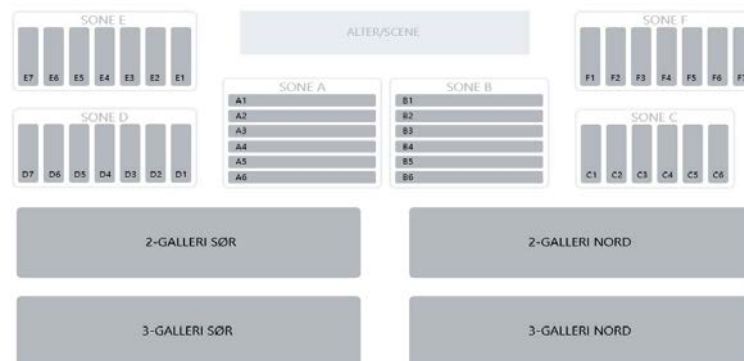 SONE E
E7 E6 E5 E4 E3 E2 E1
ALTER/SCENE
SONE F
F1 F2 F3 F4 F5 F6 F7
SONE A
A1
A2
A3
A4
A5
A6
SONE B
B1
B2
B3
B4
B5
B6
SONE D
D7 D6 D5 D4 D3 D2 D1
SONE C
C1 C2 C3 C4 C5 C6
2-GALLERI SØR
2-GALLERI NORD
3-GALLERI SØR
3-GALLERI NORD